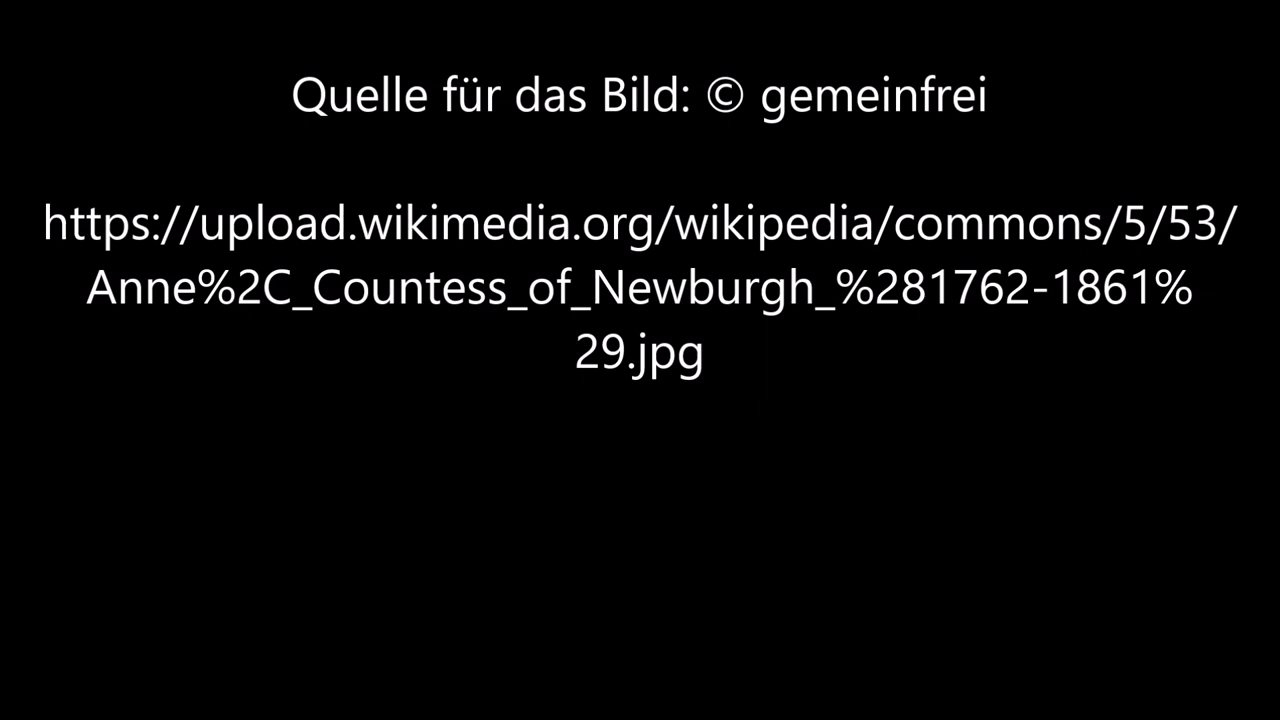 Quelle für das Bild: © gemeinfrei
https://upload.wikimedia.org/wikipedia/commons/5/53/
Anne%2C_Countess_of_Newburgh_%281762-1861%
29.jpg